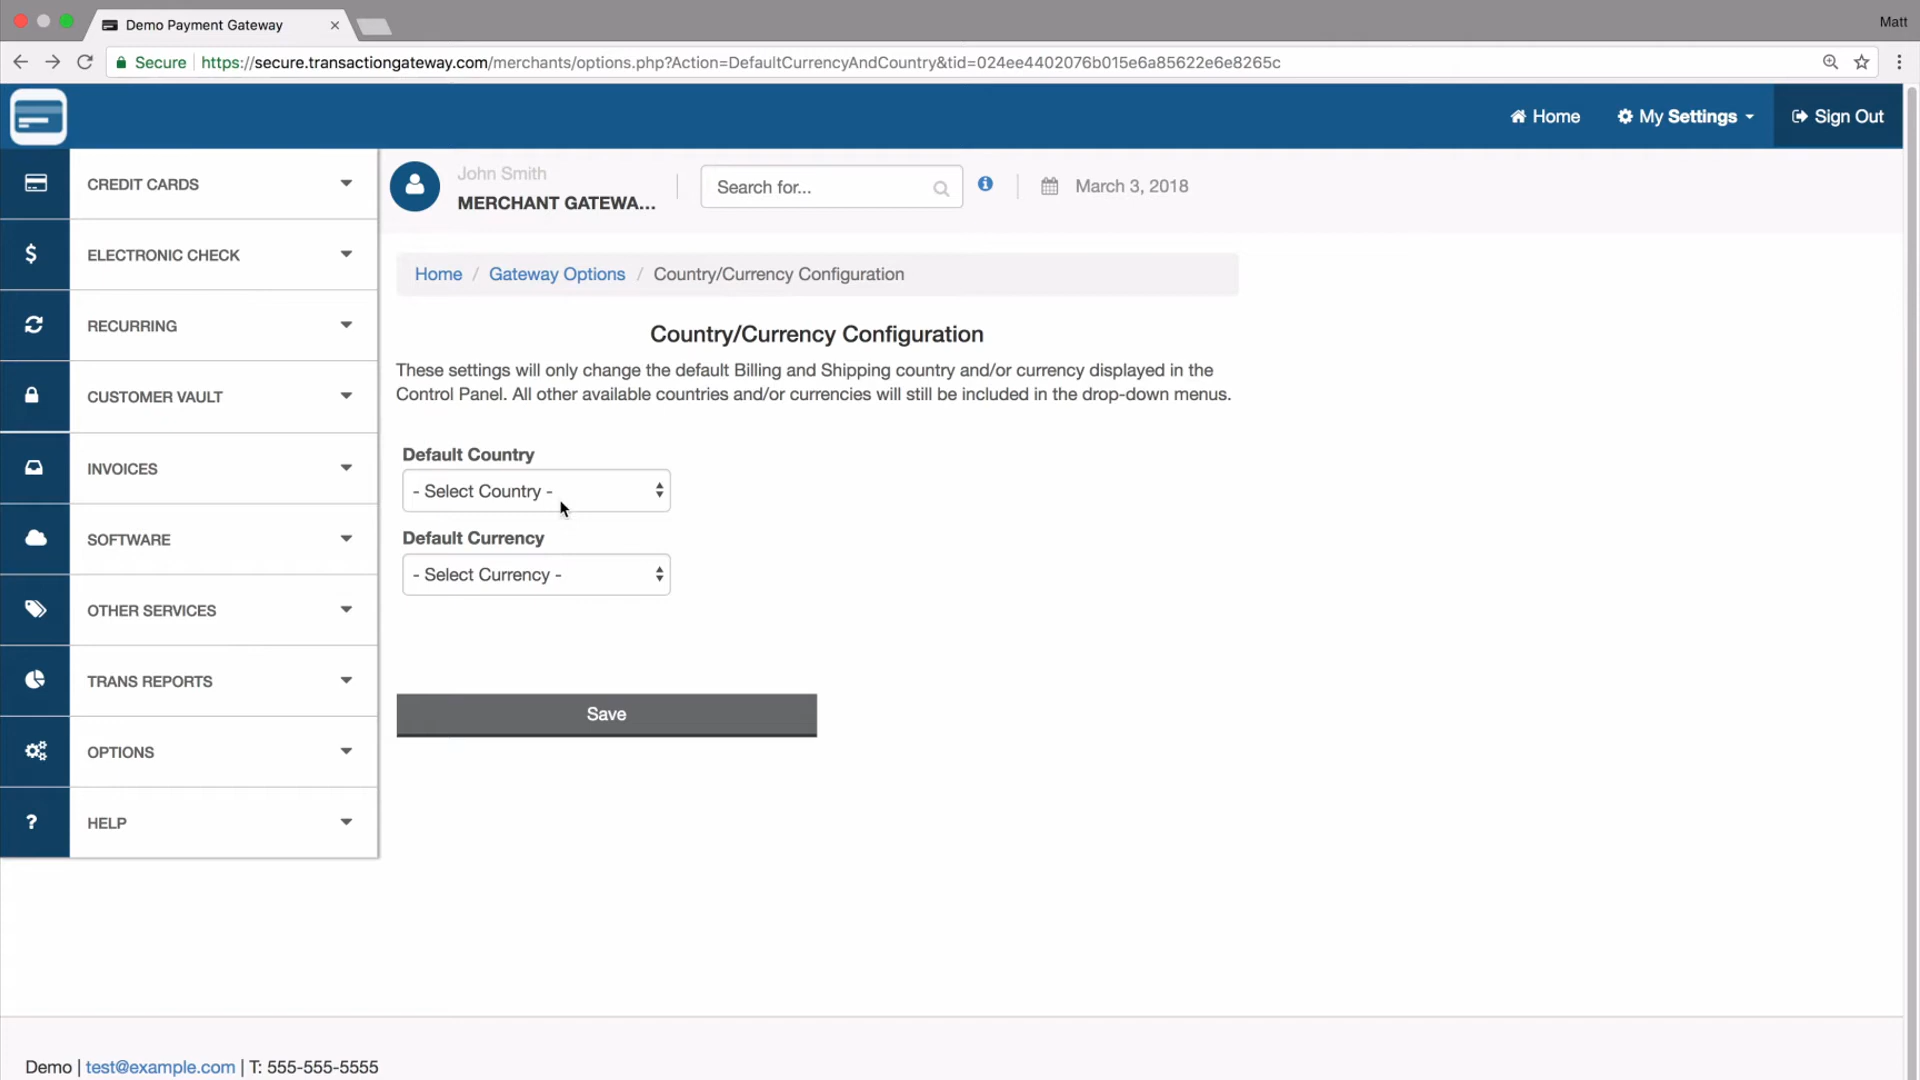 Demo Payment Gateway
Matt
Secure https://secure.transactiongateway.com/merchants/options.php?Action=DefaultCurrencyAndCountry&tid=024ee4402076b015e6a85622e6e8265c
Home
My Settings
Sign Out
CREDIT CARDS
ELECTRONIC CHECK
RECURRING
CUSTOMER VAULT
INVOICES
SOFTWARE
OTHER SERVICES
TRANS REPORTS
OPTIONS
HELP
John Smith
MERCHANT GATEWA...
Search for...
March 3, 2018
Home / Gateway Options / Country/Currency Configuration
Country/Currency Configuration
These settings will only change the default Billing and Shipping country and/or currency displayed in the
Control Panel. All other available countries and/or currencies will still be included in the drop-down menus.
Default Country
- Select Country -
Default Currency
- Select Currency -
Save
Demo | test@example.com | T: 555-555-5555